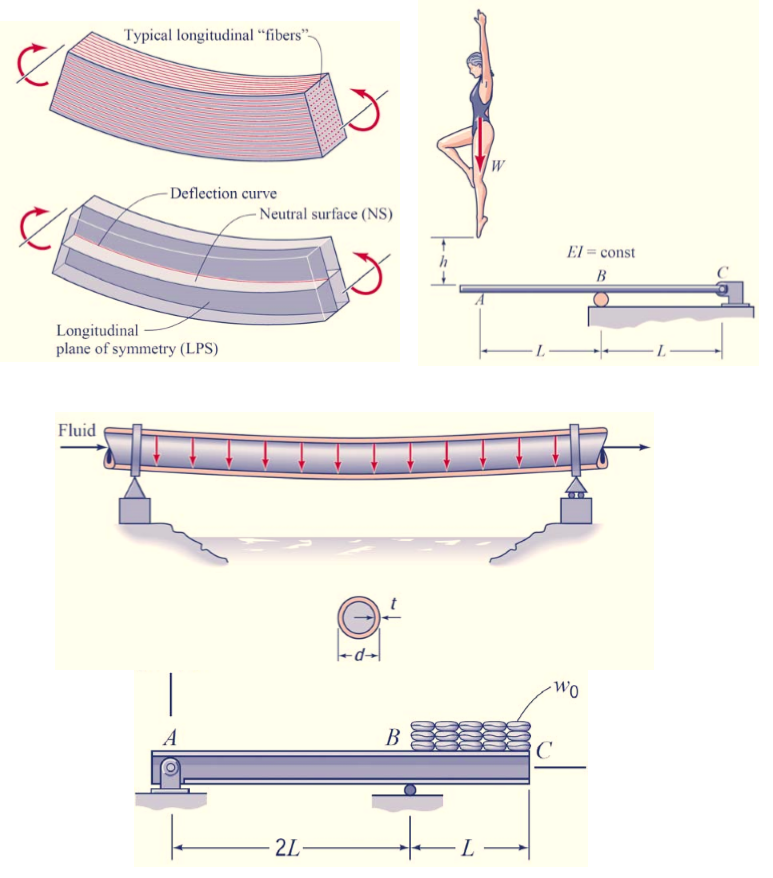 Typical longitudinal “fibers”
Deflection curve
Neutral surface (NS)
Longitudinal
plane of symmetry (LPS)
W
h
EI = const
A
B
C
L
L
Fluid
t
d
w0
A
B
C
2L
L